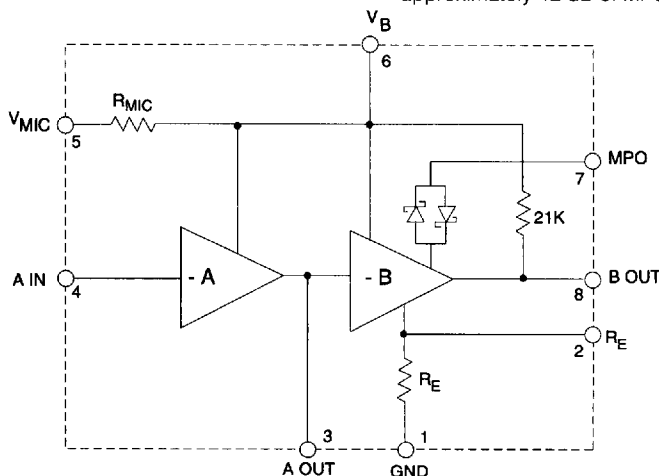 V_B
6
R_MIC
V_MIC
5
MPO
7
21K
A IN
4
- A
- B
B OUT
8
R_E
2
R_E
3
1
A OUT
GND